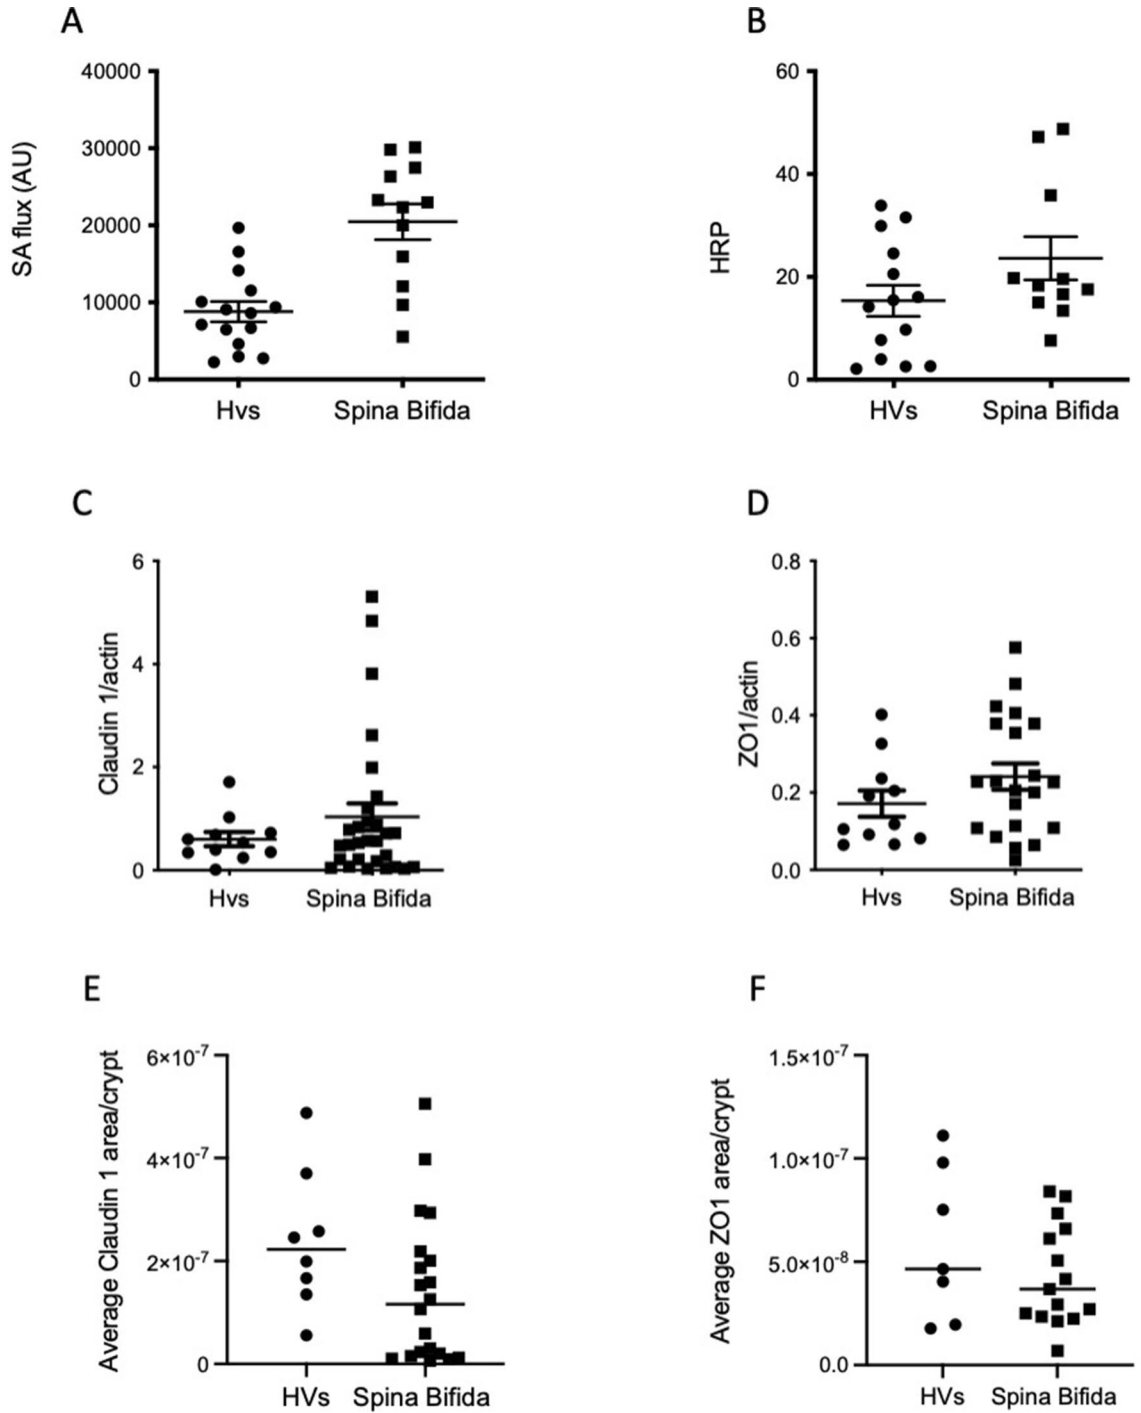 A
SA flux (AU)
40000
30000
20000
10000
0
Hvs
Spina Bifida
B
HRP
60
40
20
0
HVs
Spina Bifida
C
Claudin 1/actin
6
4
2
0
Hvs
Spina Bifida
D
ZO1/actin
0.8
0.6
0.4
0.2
0.0
Hvs
Spina Bifida
E
Average Claudin 1 area/crypt
6×10-7
4×10-7
2×10-7
0
HVs
Spina Bifida
F
Average ZO1 area/crypt
1.5×10-7
1.0×10-7
5.0×10-8
0.0
HVs
Spina Bifida